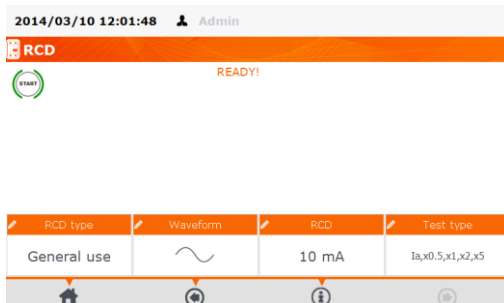 2014/03/10 12:01:48 Admin
RCD
READY!
START
RCD type Waveform RCD Test type
General use 10 mA Ia,x0.5,x1,x2,x5